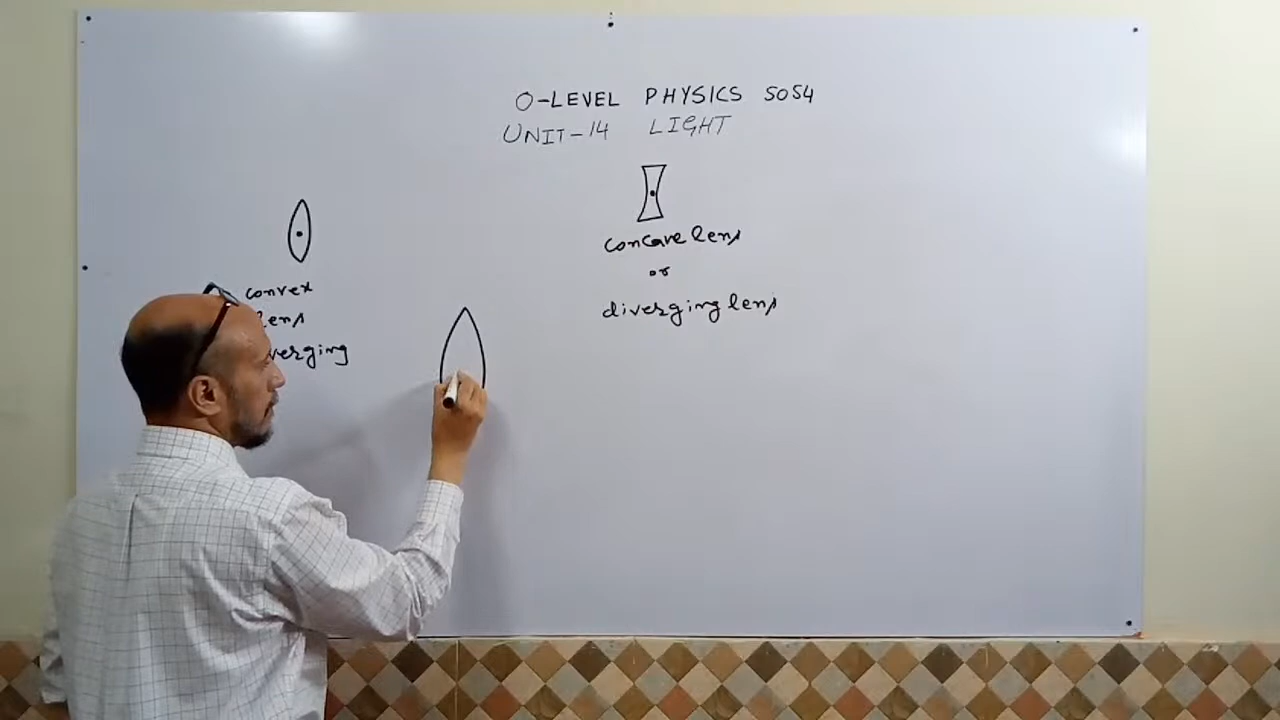 O-LEVEL PHYSICS 5054
UNIT-14 LIGHT
convex
lens
verging
concave lens
or
diverging lens